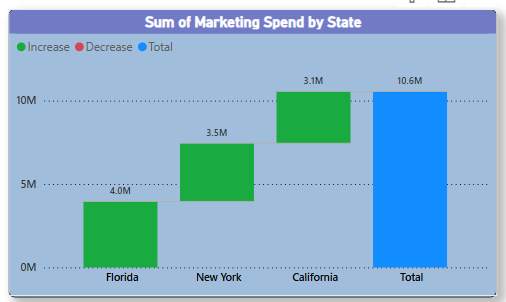 Sum of Marketing Spend by State
Increase Decrease Total
3.1M 10.6M
10M
3.5M
5M
4.0M
0M
Florida New York California Total